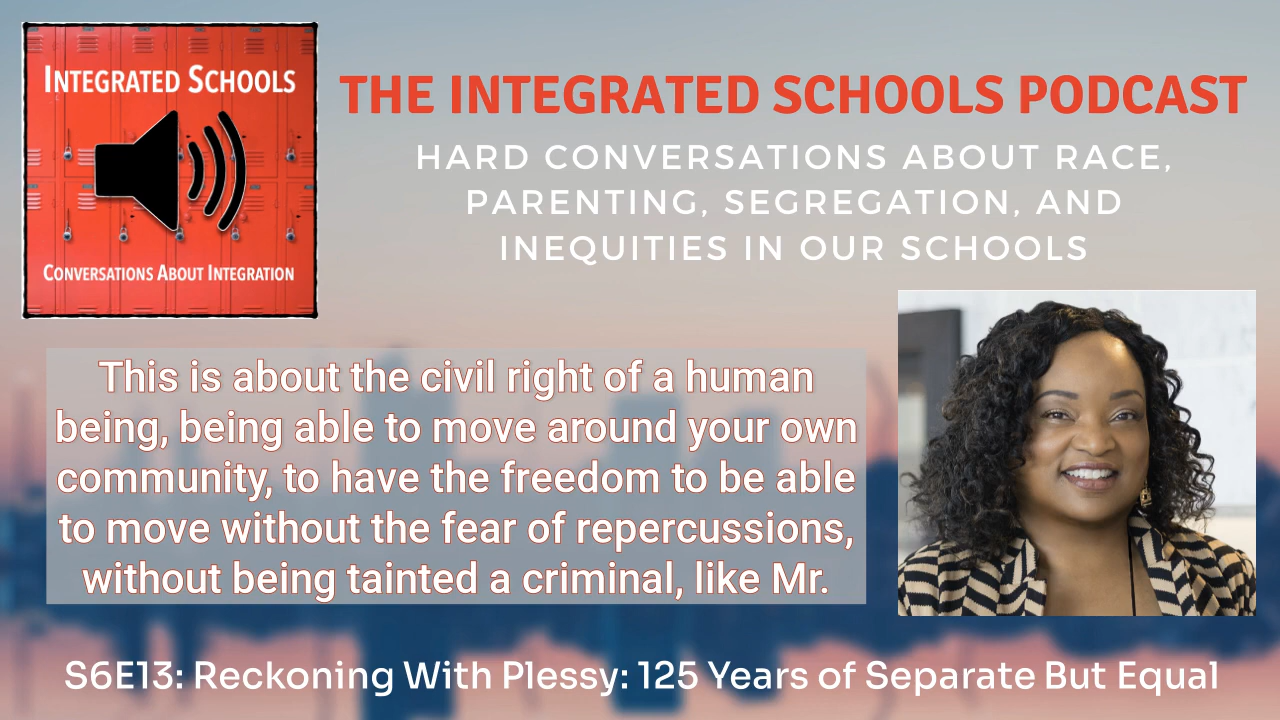 INTEGRATED SCHOOLS
CONVERSATIONS ABOUT INTEGRATION
THE INTEGRATED SCHOOLS PODCAST
HARD CONVERSATIONS ABOUT RACE,
PARENTING, SEGREGATION, AND
INEQUITIES IN OUR SCHOOLS
This is about the civil right of a human
being, being able to move around your own
community, to have the freedom to be able
to move without the fear of repercussions,
without being tainted a criminal, like Mr.
S6E13: Reckoning With Plessy: 125 Years of Separate But Equal